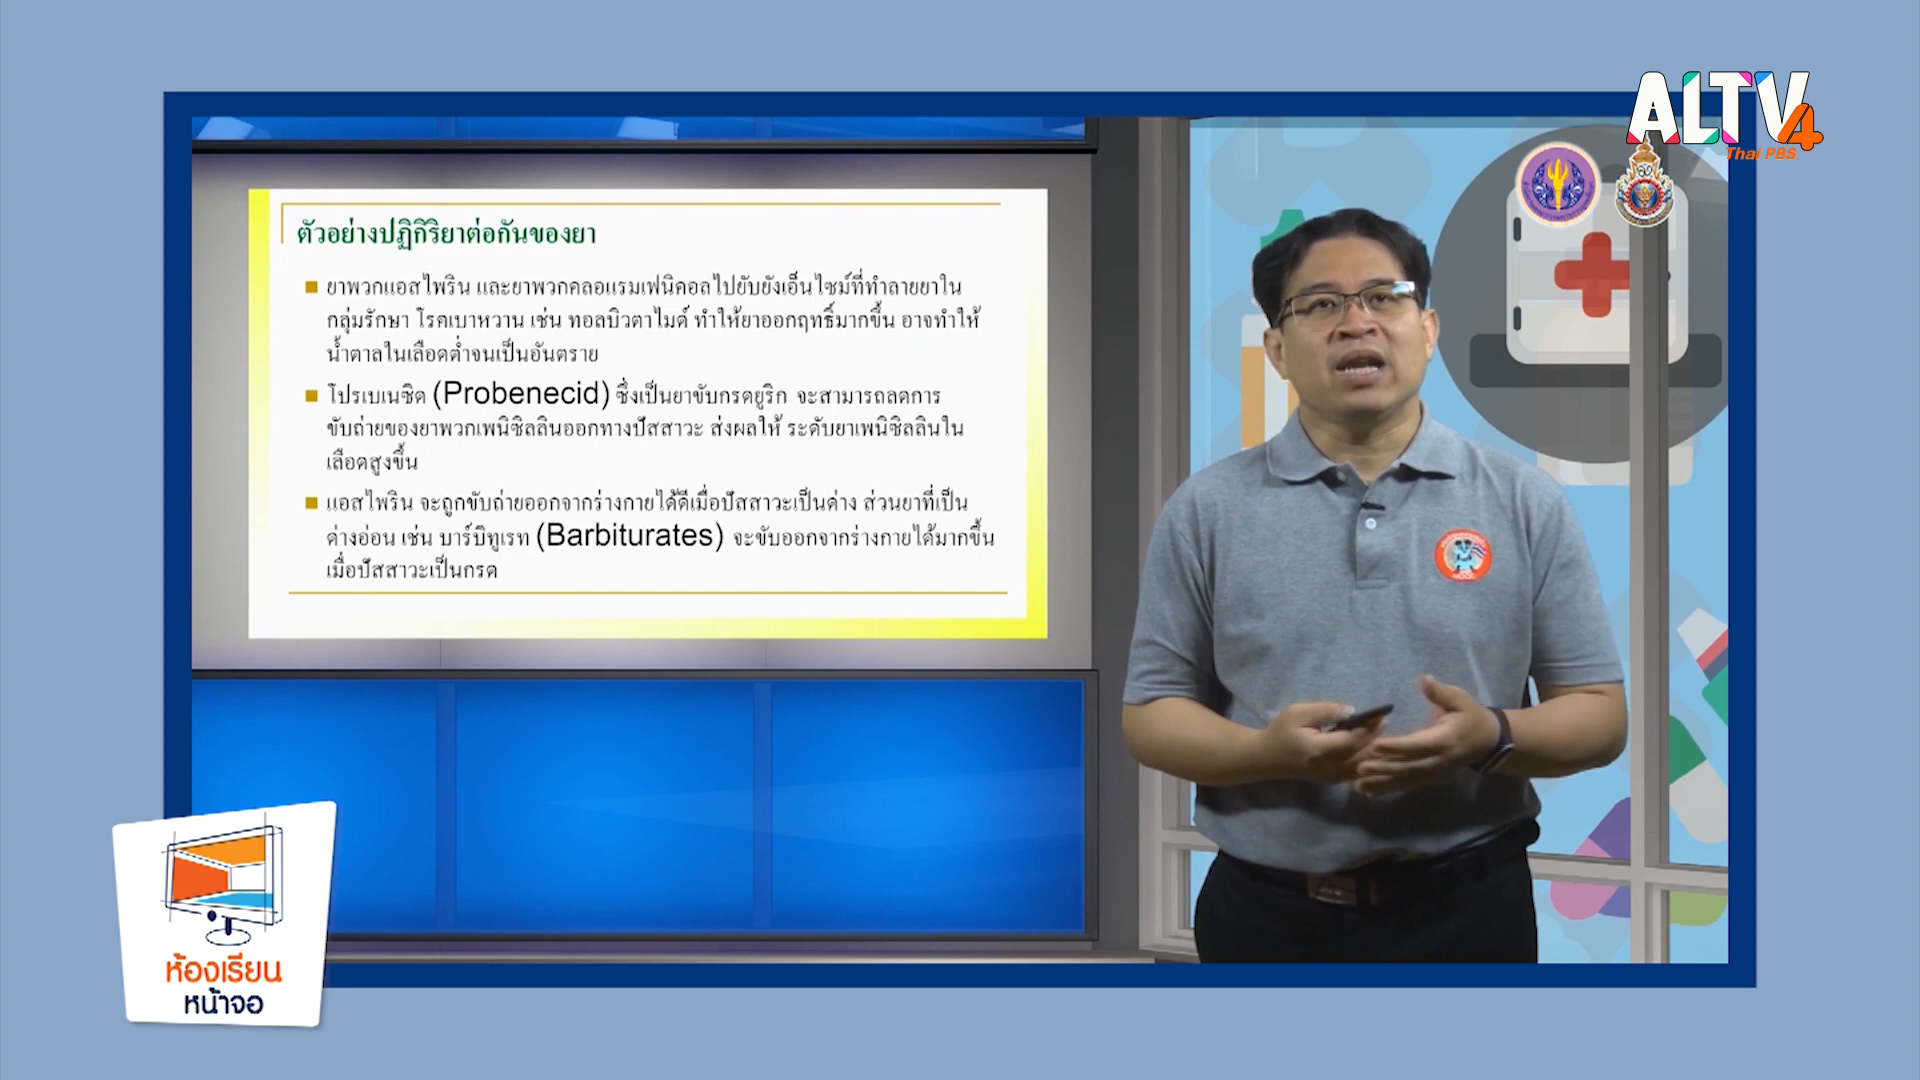 ALTV4
Thai PBS
ตัวอย่างปฏิกิริยาต่อกันของยา
ยาพวกแอสไพริน และยาพวกคลอแรมเฟนิคอลไปยับยังเอ็นไซม์ที่ทำลายยาใน
กลุ่มรักษา โรคเบาหวาน เช่น ทอลบิวตาไมด์ ทำให้ยาออกฤทธิ์มากขึ้น อาจทำให้
น้ำตาลในเลือดต่ำจนเป็นอันตราย
โปรเบเนซิด (Probenecid) ซึ่งเป็นยาขับกรดยูริก จะสามารถลดการ
ขับถ่ายของยาพวกเพนิซิลลินออกทางปัสสาวะ ส่งผลให้ ระดับยาเพนิซิลลินใน
เลือดสูงขึ้น
แอสไพริน จะถูกขับถ่ายออกจากร่างกายได้ดีเมื่อปัสสาวะเป็นด่าง ส่วนยาที่เป็น
ด่างอ่อน เช่น บาร์บิทูเรท (Barbiturates) จะขับออกจากร่างกายได้มากขึ้น
เมื่อปัสสาวะเป็นกรด
ห้องเรียน
หน้าจอ